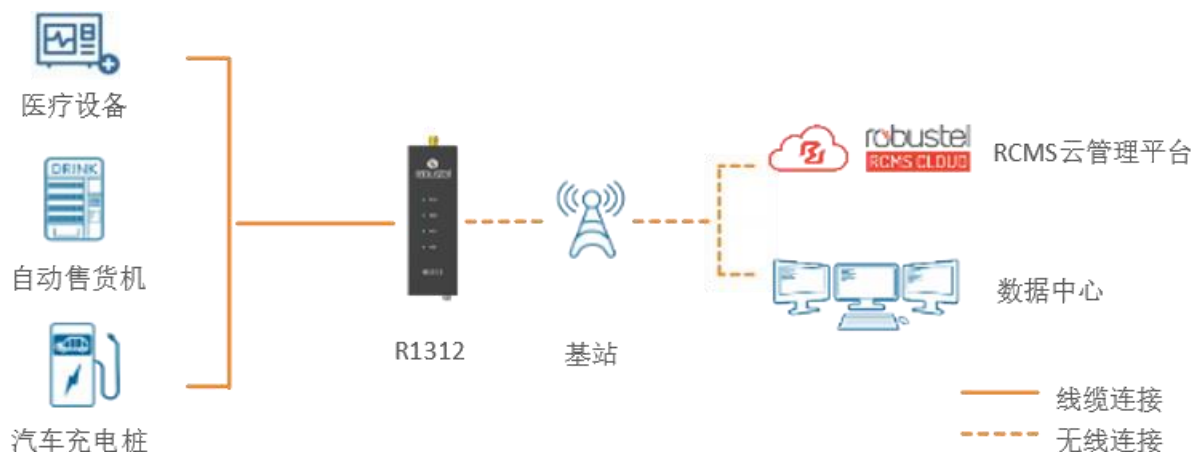 医疗设备
DRINK
自动售货机
汽车充电桩
robustel
R1312
基站
robustel
RCMS CLOUD
RCMS云管理平台
数据中心
线缆连接
无线连接